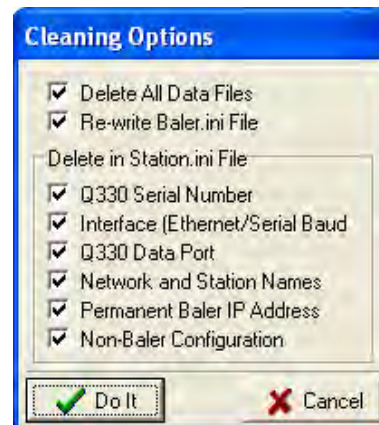 Cleaning Options
Delete All Data Files
Re-write Baler.ini File
Delete in Station.ini File
Q330 Serial Number
Interface (Ethernet/Serial Baud
Q330 Data Port
Network and Station Names
Permanent Baler IP Address
Non-Baler Configuration
Do It
Cancel